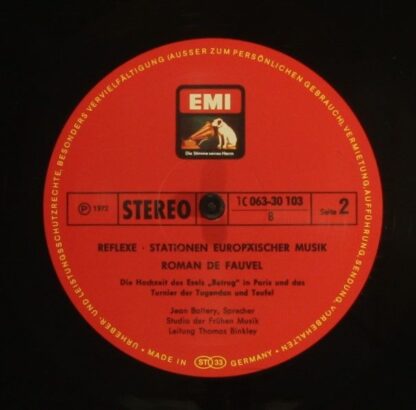 URHEBER- UND LEISTUNGSSCHUTZRECHTE, BESONDERS VERVIELFÄLTIGUNG (AUSSER ZUM PERSÖNLICHEN GEBRAUCH), VERMIETUNG, AUFFÜHRUNG, SENDUNG, VORBEHALTEN
EMI
Die Stimme seines Herrn
Ⓟ 1972 STEREO 1C 063-30 103 Seite 2
B
REFLEXE · STATIONEN EUROPÄISCHER MUSIK
ROMAN DE FAUVEL
Die Hochzeit des Esels „Betrug" in Paris und das
Turnier der Tugenden und Teufel
Jean Bollery, Sprecher
Studio der Frühen Musik
Leitung Thomas Binkley
• MADE IN ST 33 GERMANY •